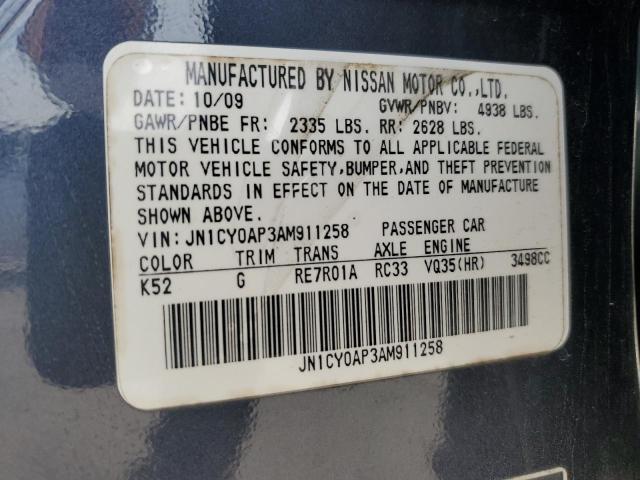 MANUFACTURED BY NISSAN MOTOR CO.,LTD.
DATE: 10/09 GVWR/PNBV: 4938 LBS.
GAWR/PNBE FR: 2335 LBS. RR: 2628 LBS.
THIS VEHICLE CONFORMS TO ALL APPLICABLE FEDERAL
MOTOR VEHICLE SAFETY,BUMPER,AND THEFT PREVENTION
STANDARDS IN EFFECT ON THE DATE OF MANUFACTURE
SHOWN ABOVE.
VIN: JN1CY0AP3AM911258 PASSENGER CAR
COLOR TRIM TRANS AXLE ENGINE
K52 G RE7R01A RC33 VQ35(HR) 3498CC
JN1CY0AP3AM911258